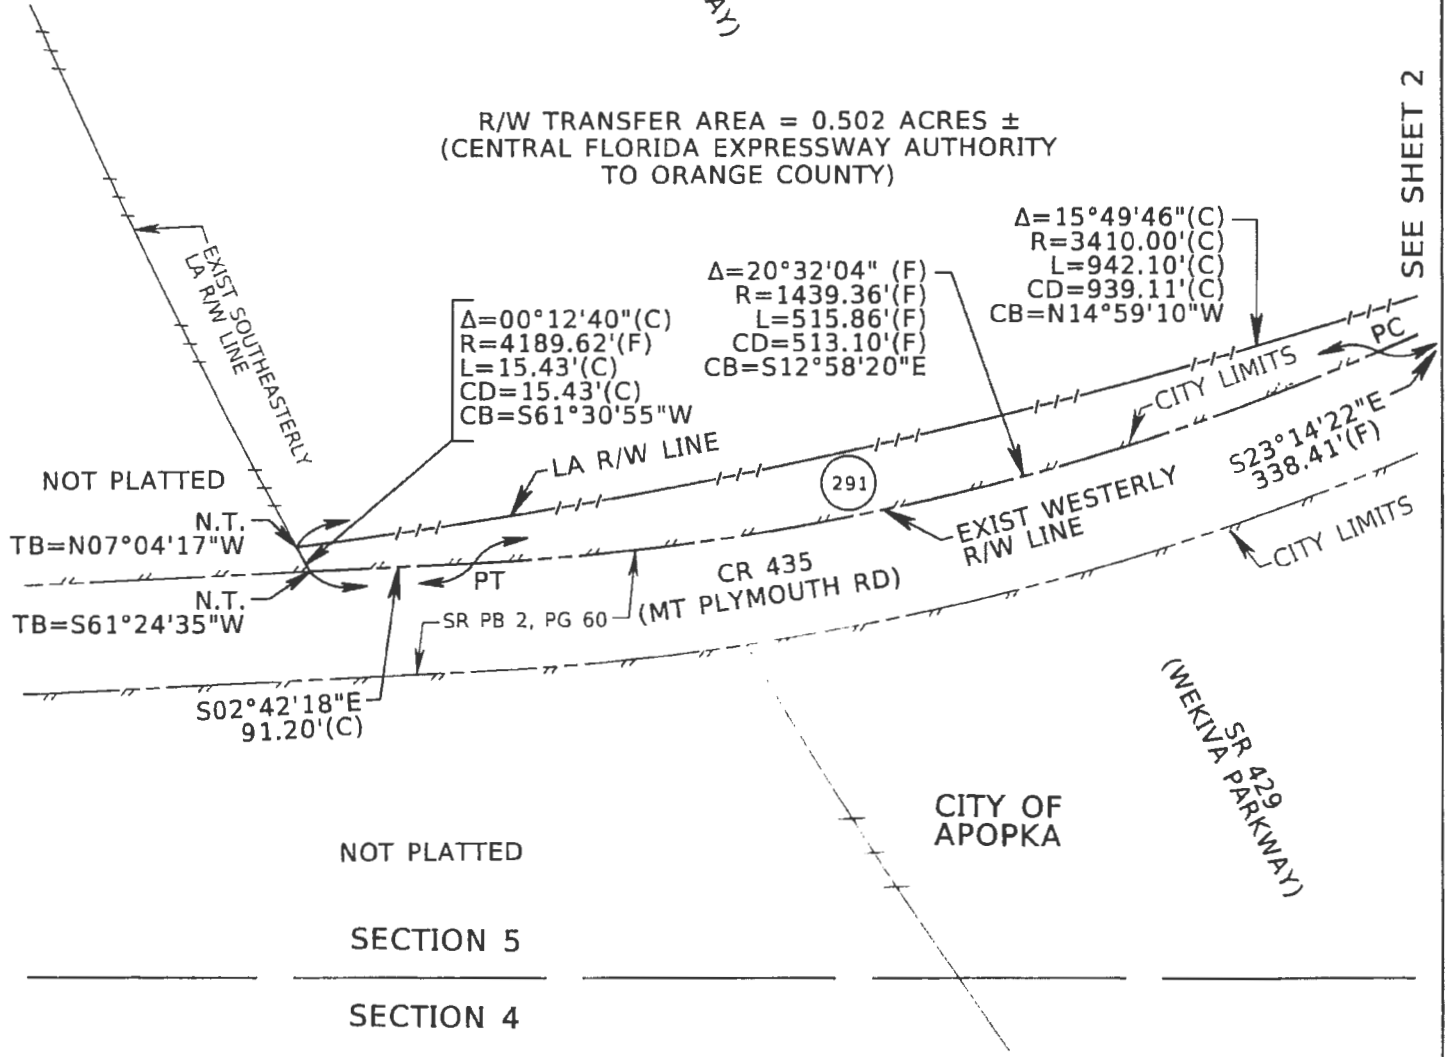 AY)
SEE SHEET 2
R/W TRANSFER AREA = 0.502 ACRES ±
(CENTRAL FLORIDA EXPRESSWAY AUTHORITY
TO ORANGE COUNTY)
Δ=15°49'46"(C)
R=3410.00'(C)
L=942.10'(C)
CD=939.11'(C)
CB=N14°59'10"W
Δ=20°32'04" (F)
R=1439.36'(F)
L=515.86'(F)
CD=513.10'(F)
CB=S12°58'20"E
Δ=00°12'40"(C)
R=4189.62'(F)
L=15.43'(C)
CD=15.43'(C)
CB=S61°30'55"W
EXIST SOUTHEASTERLY
LA R/W LINE
PC
CITY LIMITS
S23°14'22"E
338.41'(F)
LA R/W LINE
291
NOT PLATTED
N.T.
TB=N07°04'17"W
EXIST WESTERLY
R/W LINE
CITY LIMITS
PT
N.T.
TB=S61°24'35"W
CR 435
(MT PLYMOUTH RD)
SR PB 2, PG 60
S02°42'18"E
91.20'(C)
SR 429
(WEKIVA PARKWAY)
CITY OF
APOPKA
NOT PLATTED
SECTION 5
SECTION 4